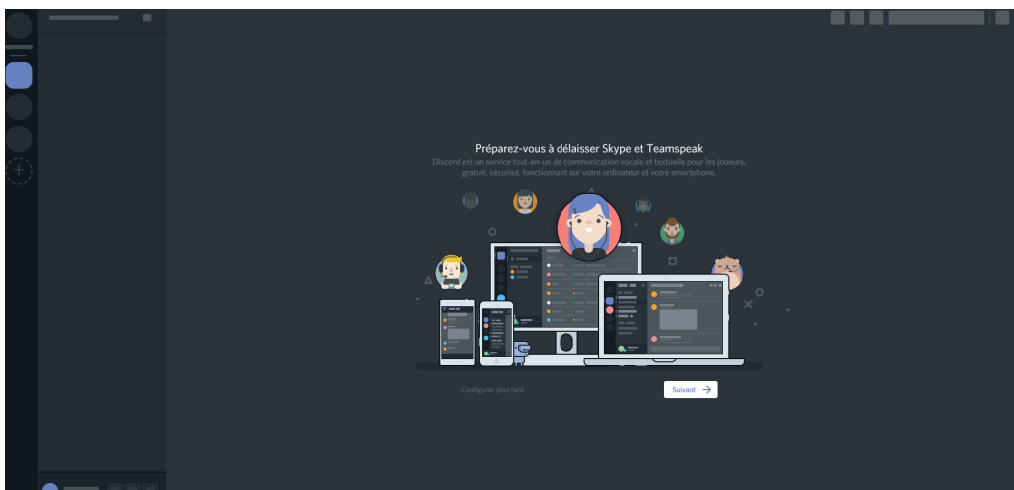 Préparez-vous à délaisser Skype et Teamspeak
Discord est un service tout-en-un de communication vocale et textuelle pour les joueurs,
gratuit, sécurisé, fonctionnant sur votre ordinateur et votre smartphone.
Configurer plus tard
Suivant